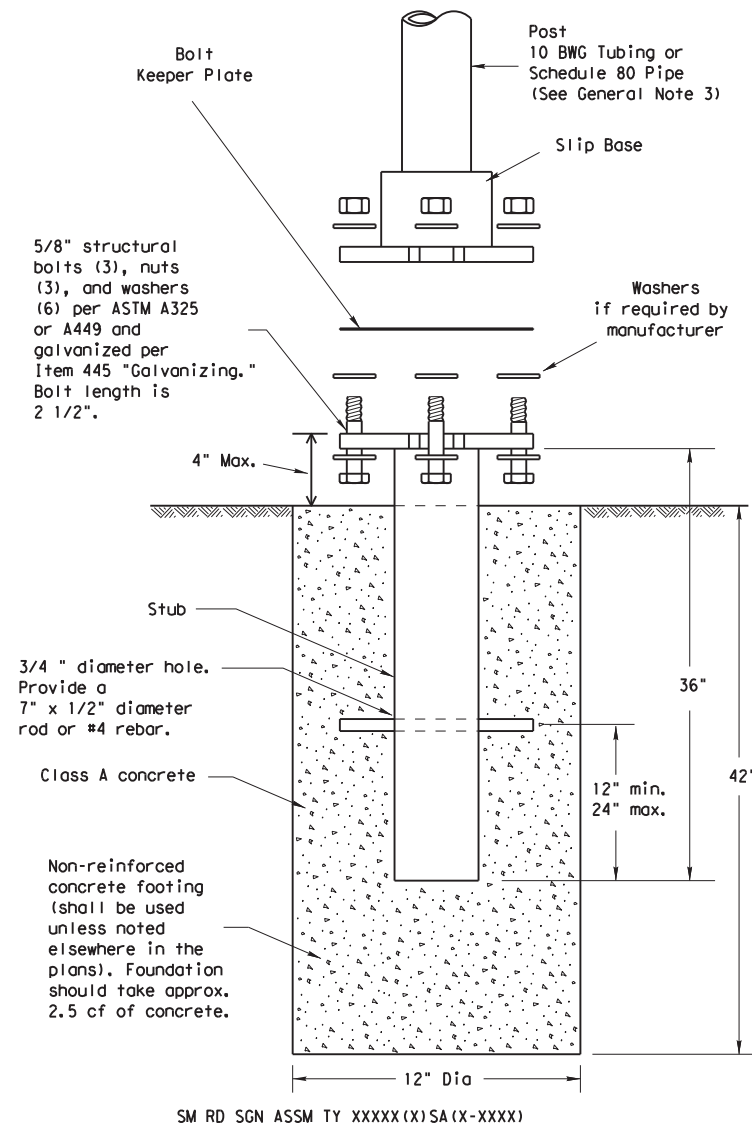 Bolt
Keeper Plate
Post
10 BWG Tubing or
Schedule 80 Pipe
(See General Note 3)
Slip Base
5/8" structural
bolts (3), nuts
(3), and washers
(6) per ASTM A325
or A449 and
galvanized per
Item 445 "Galvanizing."
Bolt length is
2 1/2".
Washers
if required by
manufacturer
4" Max.
Stub
3/4 " diameter hole.
Provide a
7" x 1/2" diameter
rod or #4 rebar.
36"
Class A concrete
12" min.
24" max.
42"
Non-reinforced
concrete footing
(shall be used
unless noted
elsewhere in the
plans). Foundation
should take approx.
2.5 cf of concrete.
12" Dia
SM RD SGN ASSM TY XXXXX(X)SA(X-XXXX)